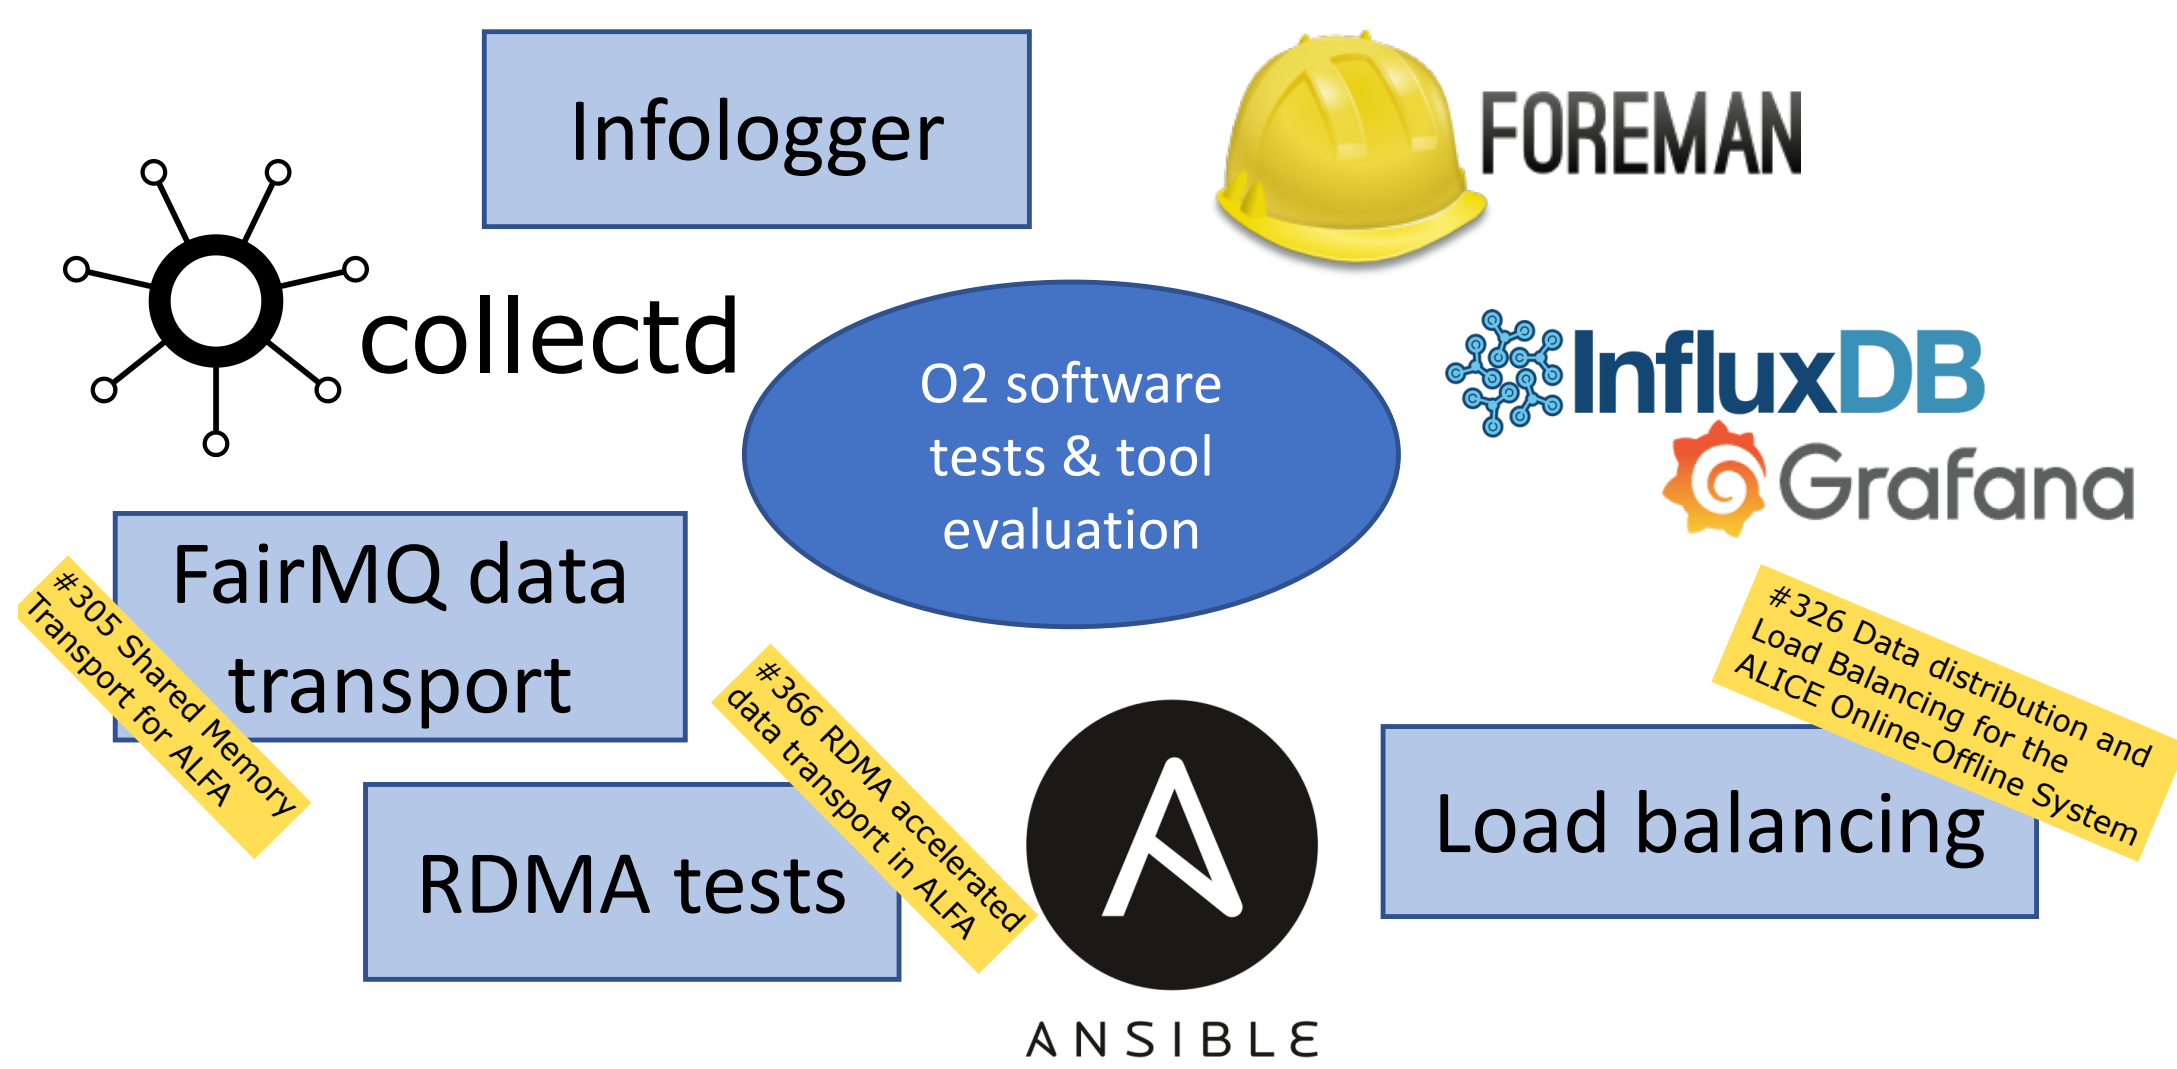 Infologger
FOREMAN
collectd
O2 software
tests & tool
evaluation
InfluxDB
Grafana
FairMQ data
transport
#305 Shared Memory
Transport for ALFA
#366 RDMA accelerated
data transport in ALFA
#326 Data distribution and
Load Balancing for the
ALICE Online-Offline System
RDMA tests
Load balancing
ANSIBLE